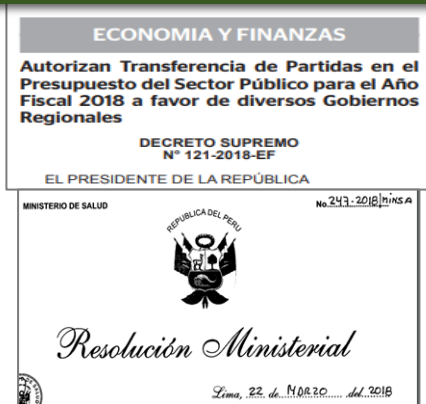 ECONOMIA Y FINANZAS
Autorizan Transferencia de Partidas en el
Presupuesto del Sector Público para el Año
Fiscal 2018 a favor de diversos Gobiernos
Regionales
DECRETO SUPREMO
N° 121-2018-EF
EL PRESIDENTE DE LA REPÚBLICA
MINISTERIO DE SALUD
No. 247-2018/MINSA
REPUBLICA DEL PERU
Resolución Ministerial
Lima, 22 de MARZO del 2018